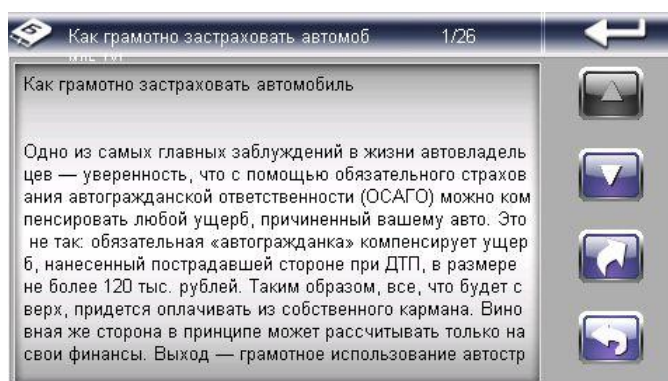 Как грамотно застраховать автомоб 1/26
Как грамотно застраховать автомобиль
Одно из самых главных заблуждений в жизни автовладель
цев — уверенность, что с помощью обязательного страхов
ания автогражданской ответственности (ОСАГО) можно ком
пенсировать любой ущерб, причиненный вашему авто. Это
не так: обязательная «автогражданка» компенсирует ущер
б, нанесенный пострадавшей стороне при ДТП, в размере
не более 120 тыс. рублей. Таким образом, все, что будет с
верх, придется оплачивать из собственного кармана. Вино
вная же сторона в принципе может рассчитывать только на
свои финансы. Выход — грамотное использование автостр